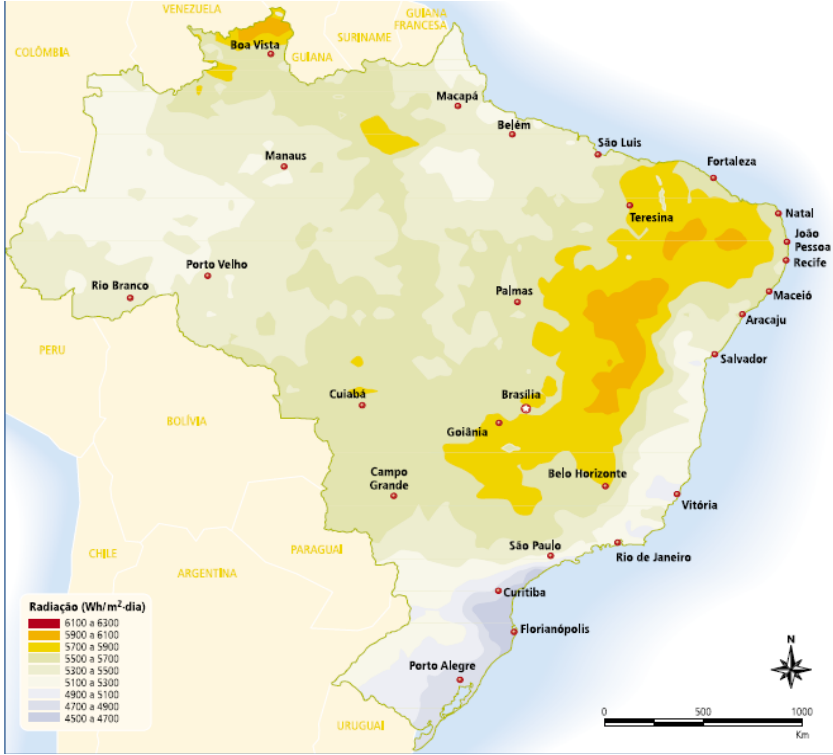 VENEZUELA
GUIANA
FRANCESA
SURINAME
COLÔMBIA
Boa Vista
GUIANA
Macapá
Belém
São Luis
Manaus
Fortaleza
Teresina
Natal
João
Pessoa
Recife
Porto Velho
Rio Branco
Palmas
Maceió
Aracaju
PERU
Salvador
Cuiabá
Brasília
BOLÍVIA
Goiânia
Campo
Grande
Belo Horizonte
Vitória
São Paulo
CHILE
PARAGUAI
Rio de Janeiro
ARGENTINA
Curitiba
Radiação (Wh/m²·dia)
6100 a 6300
5900 a 6100
5700 a 5900
5500 a 5700
5300 a 5500
5100 a 5300
4900 a 5100
4700 a 4900
4500 a 4700
Florianópolis
Porto Alegre
N
URUGUAI
0 500 1000
Km